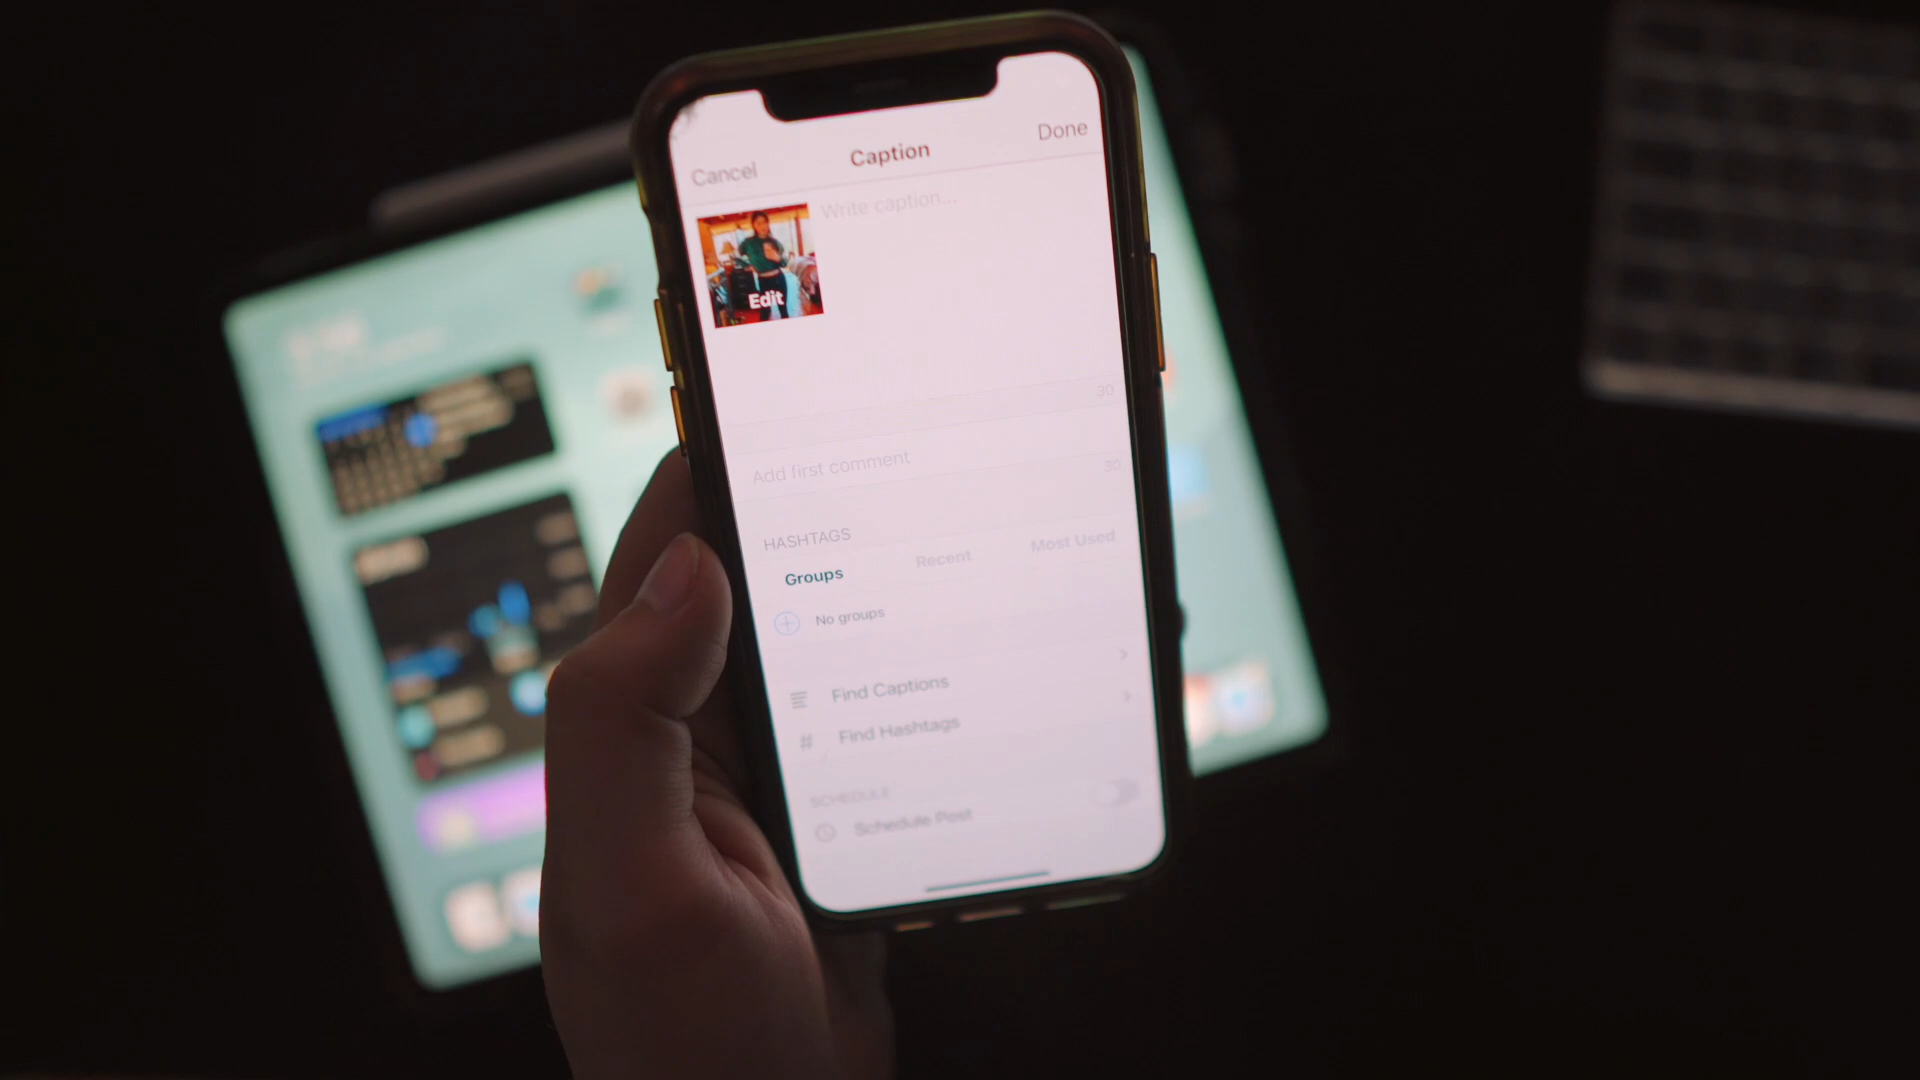 Cancel Caption Done
Write caption...
Edit
30
Add first comment
30
HASHTAGS
Groups Recent Most Used
No groups
Find Captions
# Find Hashtags
SCHEDULE
Schedule Post